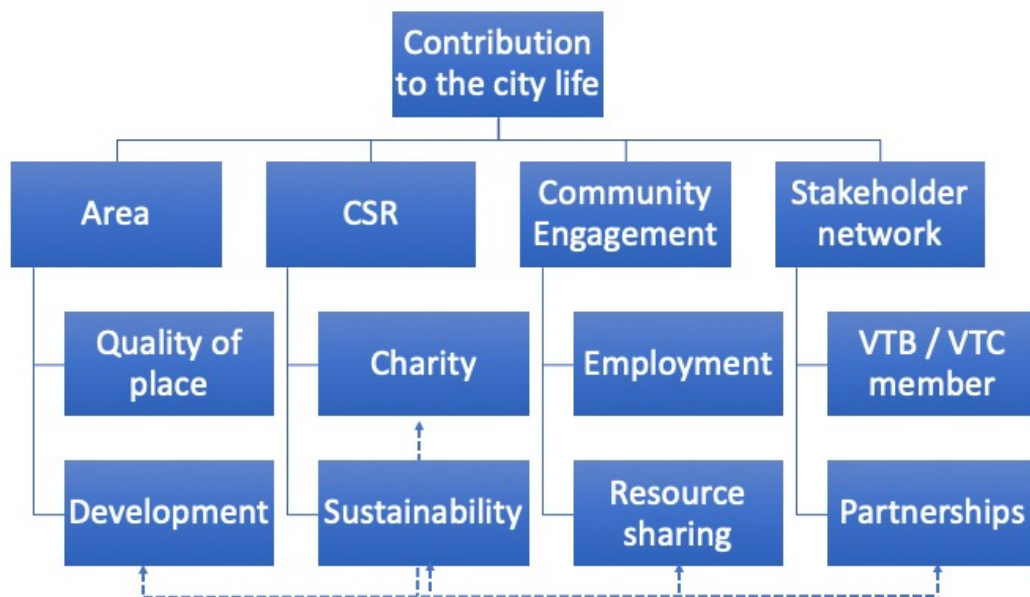 Contribution
to the city life
Area
CSR
Community
Engagement
Stakeholder
network
Quality of
place
Charity
Employment
VTB / VTC
member
Development
Sustainability
Resource
sharing
Partnerships